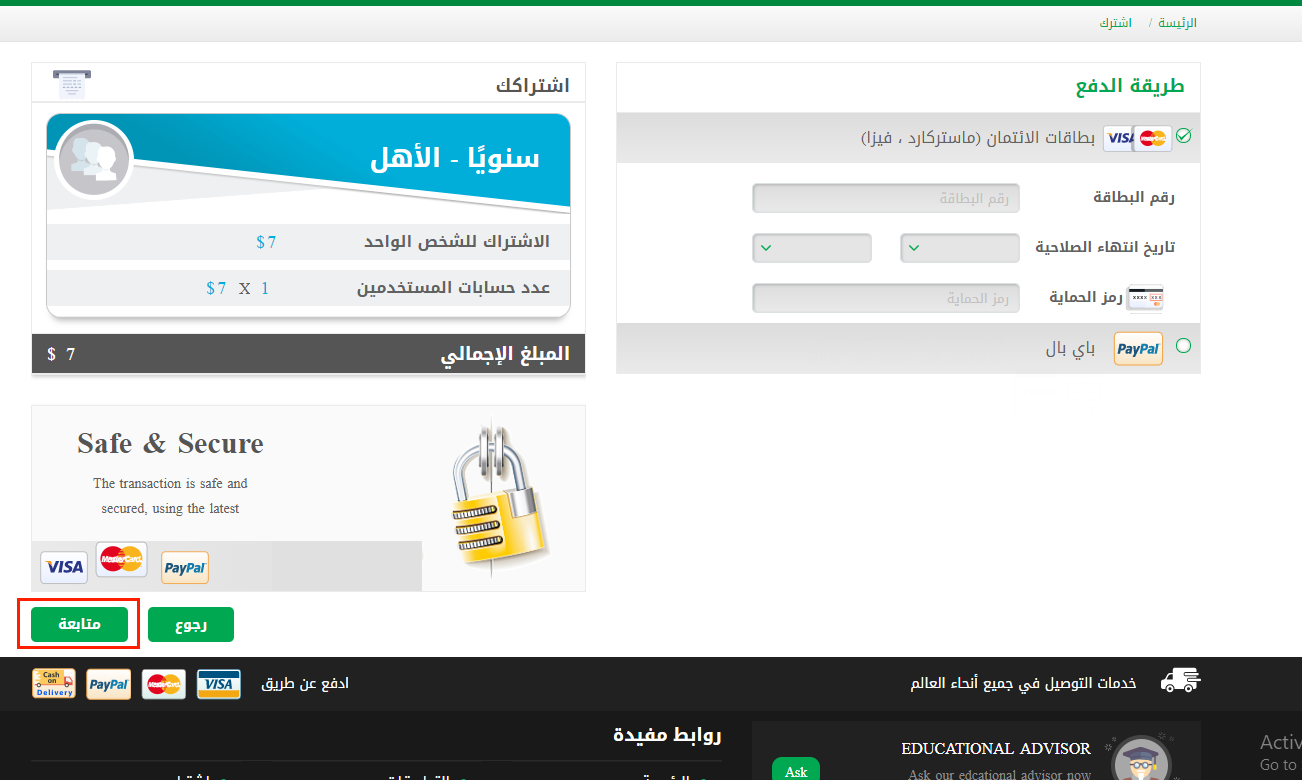 الرئيسة / اشترك
طريقة الدفع
VISA MasterCard بطاقات الائتمان (ماستركارد ، فيزا)
رقم البطاقة
رقم البطاقة
تاريخ انتهاء الصلاحية
رمز الحماية
رمز الحماية
PayPal باي بال
اشتراكك
سنويًا - الأهل
الاشتراك للشخص الواحد $7
عدد حسابات المستخدمين 1 X $7
المبلغ الإجمالي $ 7
Safe & Secure
The transaction is safe and
secured, using the latest
VISA MasterCard PayPal
متابعة رجوع
خدمات التوصيل في جميع أنحاء العالم
ادفع عن طريق
Cash on Delivery PayPal MasterCard VISA
روابط مفيدة
EDUCATIONAL ADVISOR
Ask our edcational advisor now
Ask
Activ
Go to